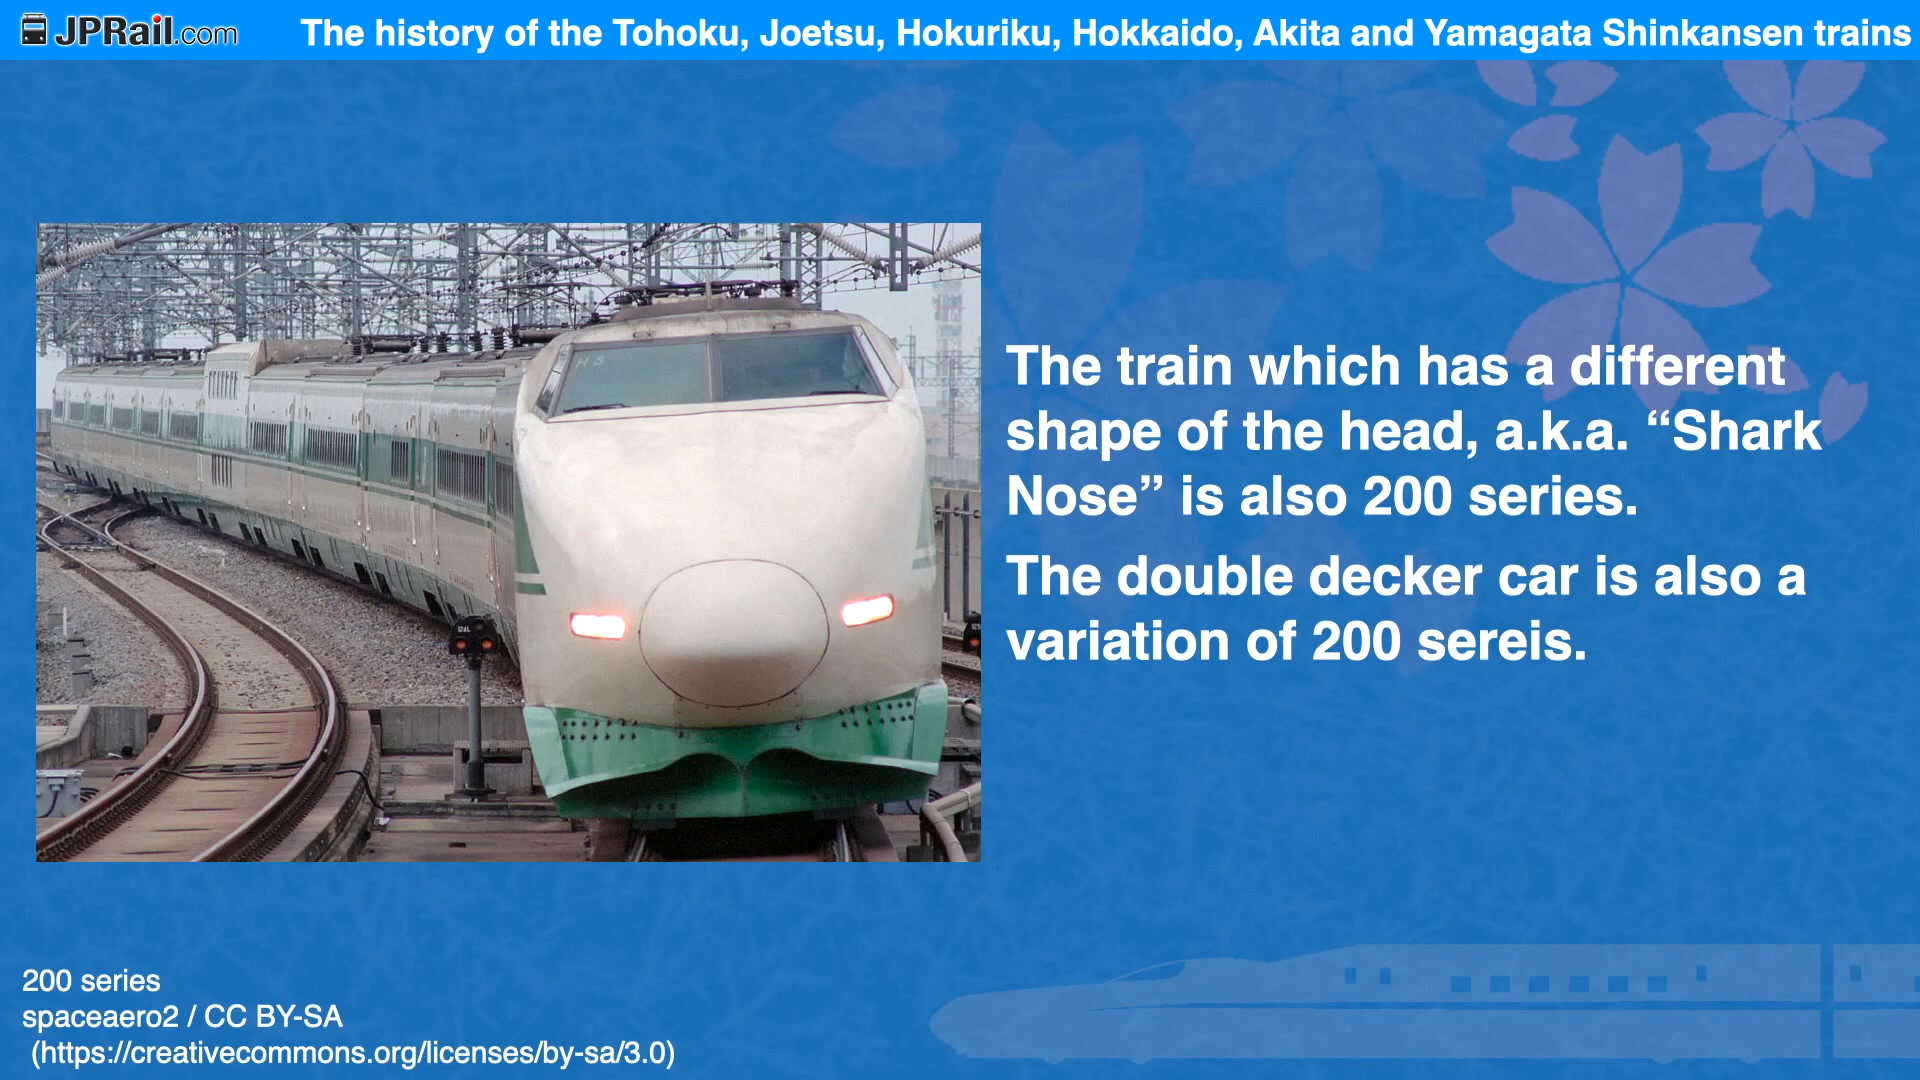 JPRail.com
The history of the Tohoku, Joetsu, Hokuriku, Hokkaido, Akita and Yamagata Shinkansen trains
H5
The train which has a different
shape of the head, a.k.a. “Shark
Nose” is also 200 series.
The double decker car is also a
variation of 200 sereis.
200 series
spaceaero2 / CC BY-SA
(https://creativecommons.org/licenses/by-sa/3.0)